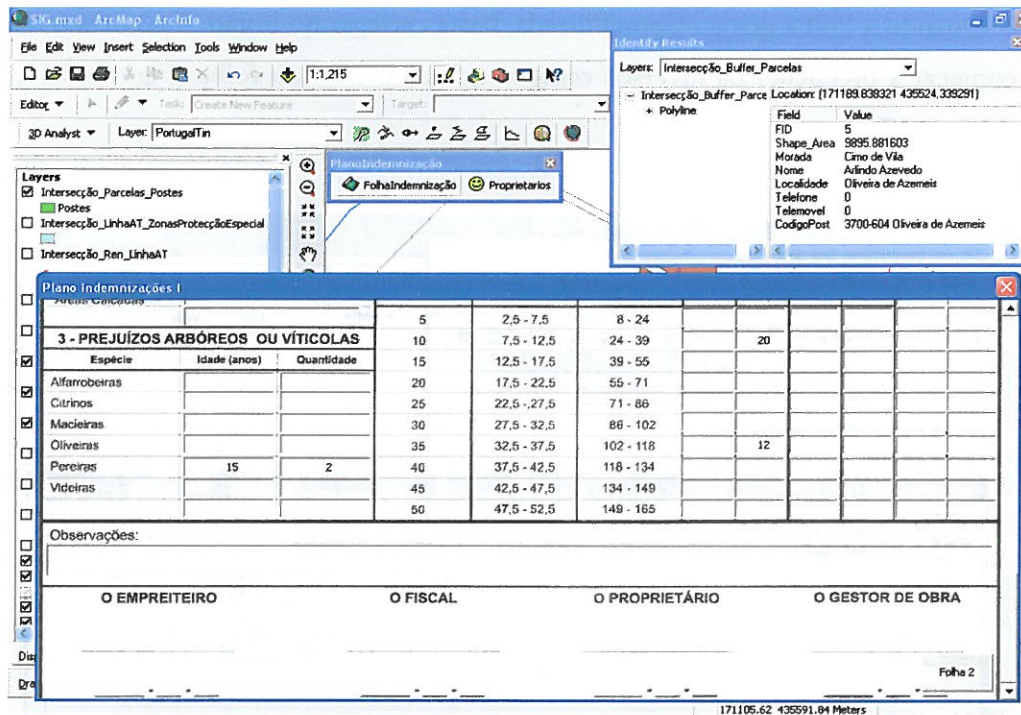 SIG.mxd - ArcMap - ArcInfo
File Edit View Insert Selection Tools Window Help
1:1,215
Editor Task: Create New Feature Target:
3D Analyst Layer: PortugalTin
Layers
Intersecção_Parcelas_Postes
Postes
Intersecção_LinhaAT_ZonasProtecçãoEspecial
Intersecção_Ren_LinhaAT
PlanoIndemnização
FolhaIndemnização Proprietarios
Identify Results
Layers: Intersecção_Buffer_Parcelas
Intersecção_Buffer_Parce
Polyline
Location: (171189.838321 435524,339291)
Field Value
FID 5
Shape_Area 9895.881603
Morada Cimo de Vila
Nome Arlindo Azevedo
Localidade Oliveira de Azemeis
Telefone 0
Telemovel 0
CodigoPost 3700-604 Oliveira de Azemeis
Plano Indemnizações I
5 2,5 - 7,5 8 - 24
3 - PREJUÍZOS ARBÓREOS OU VÍTICOLAS 10 7,5 - 12,5 24 - 39 20
Espécie Idade (anos) Quantidade 15 12,5 - 17,5 39 - 55
Alfarrobeiras 20 17,5 - 22,5 55 - 71
Citrinos 25 22,5 -,27,5 71 - 86
Macieiras 30 27,5 - 32,5 86 - 102
Oliveiras 35 32,5 - 37,5 102 - 118 12
Pereiras 15 2 40 37,5 - 42,5 118 - 134
Videiras 45 42,5 - 47,5 134 - 149
50 47,5 - 52,5 149 - 165
Observações:
O EMPREITEIRO O FISCAL O PROPRIETÁRIO O GESTOR DE OBRA
Folha 2
Dis
Dra
171105.62 435591.84 Meters